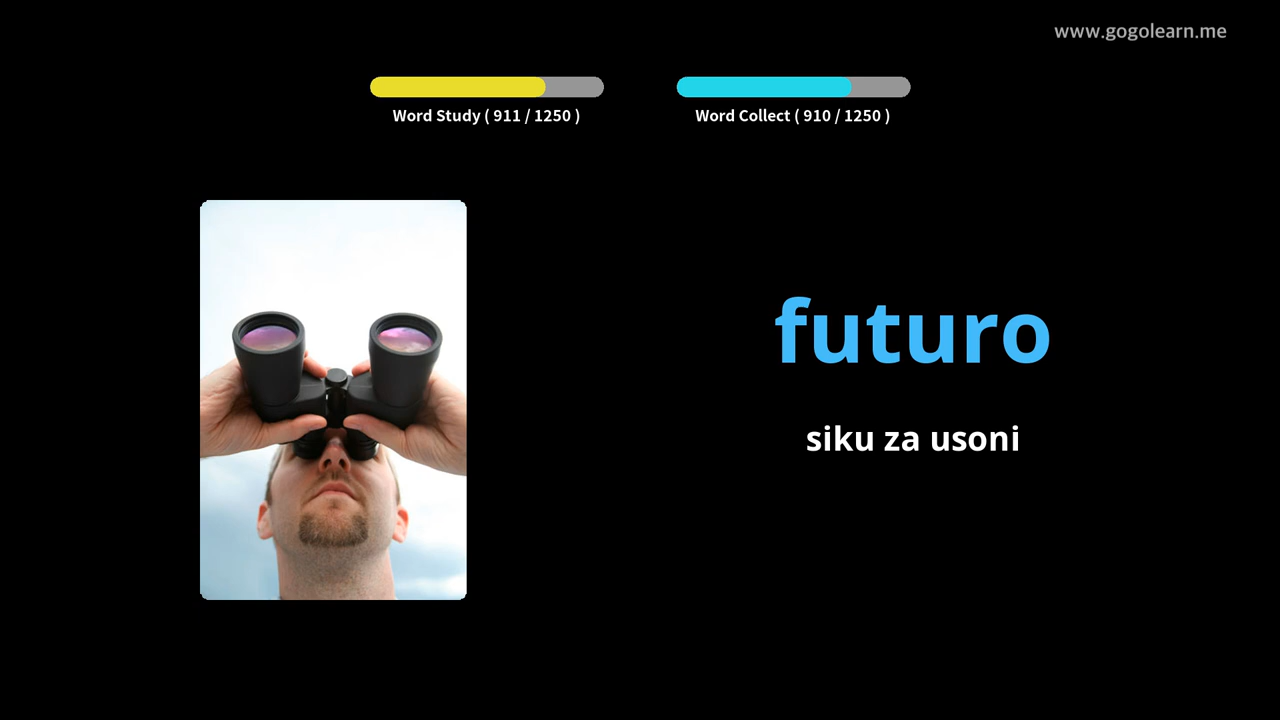 www.gogolearn.me
Word Study ( 911 / 1250 )
Word Collect ( 910 / 1250 )
futuro
siku za usoni